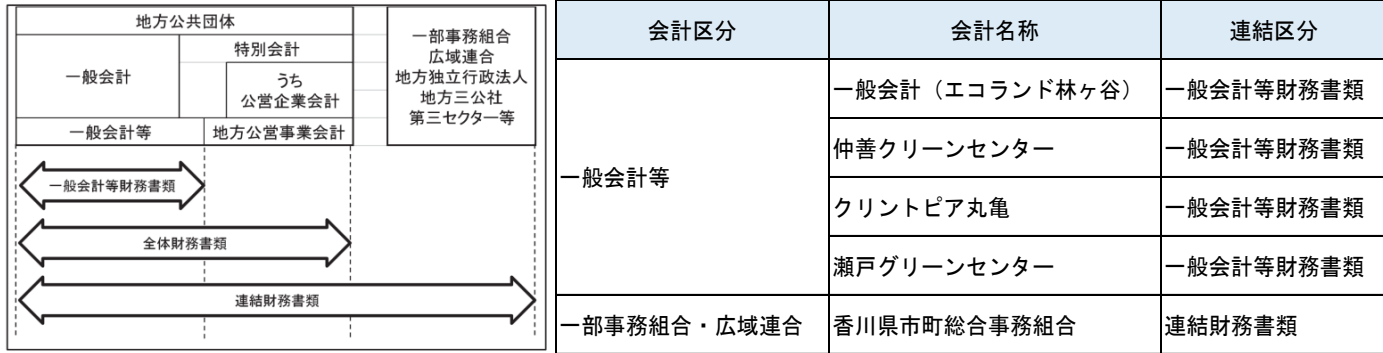 地方公共団体
一般会計
特別会計
うち
公営企業会計
一般会計等
地方公営事業会計
一部事務組合
広域連合
地方独立行政法人
地方三公社
第三セクター等
一般会計等財務書類
全体財務書類
連結財務書類
会計区分 会計名称 連結区分
一般会計等
一般会計（エコランド林ヶ谷） 一般会計等財務書類
仲善クリーンセンター 一般会計等財務書類
クリントピア丸亀 一般会計等財務書類
瀬戸グリーンセンター 一般会計等財務書類
一部事務組合・広域連合 香川県市町総合事務組合 連結財務書類